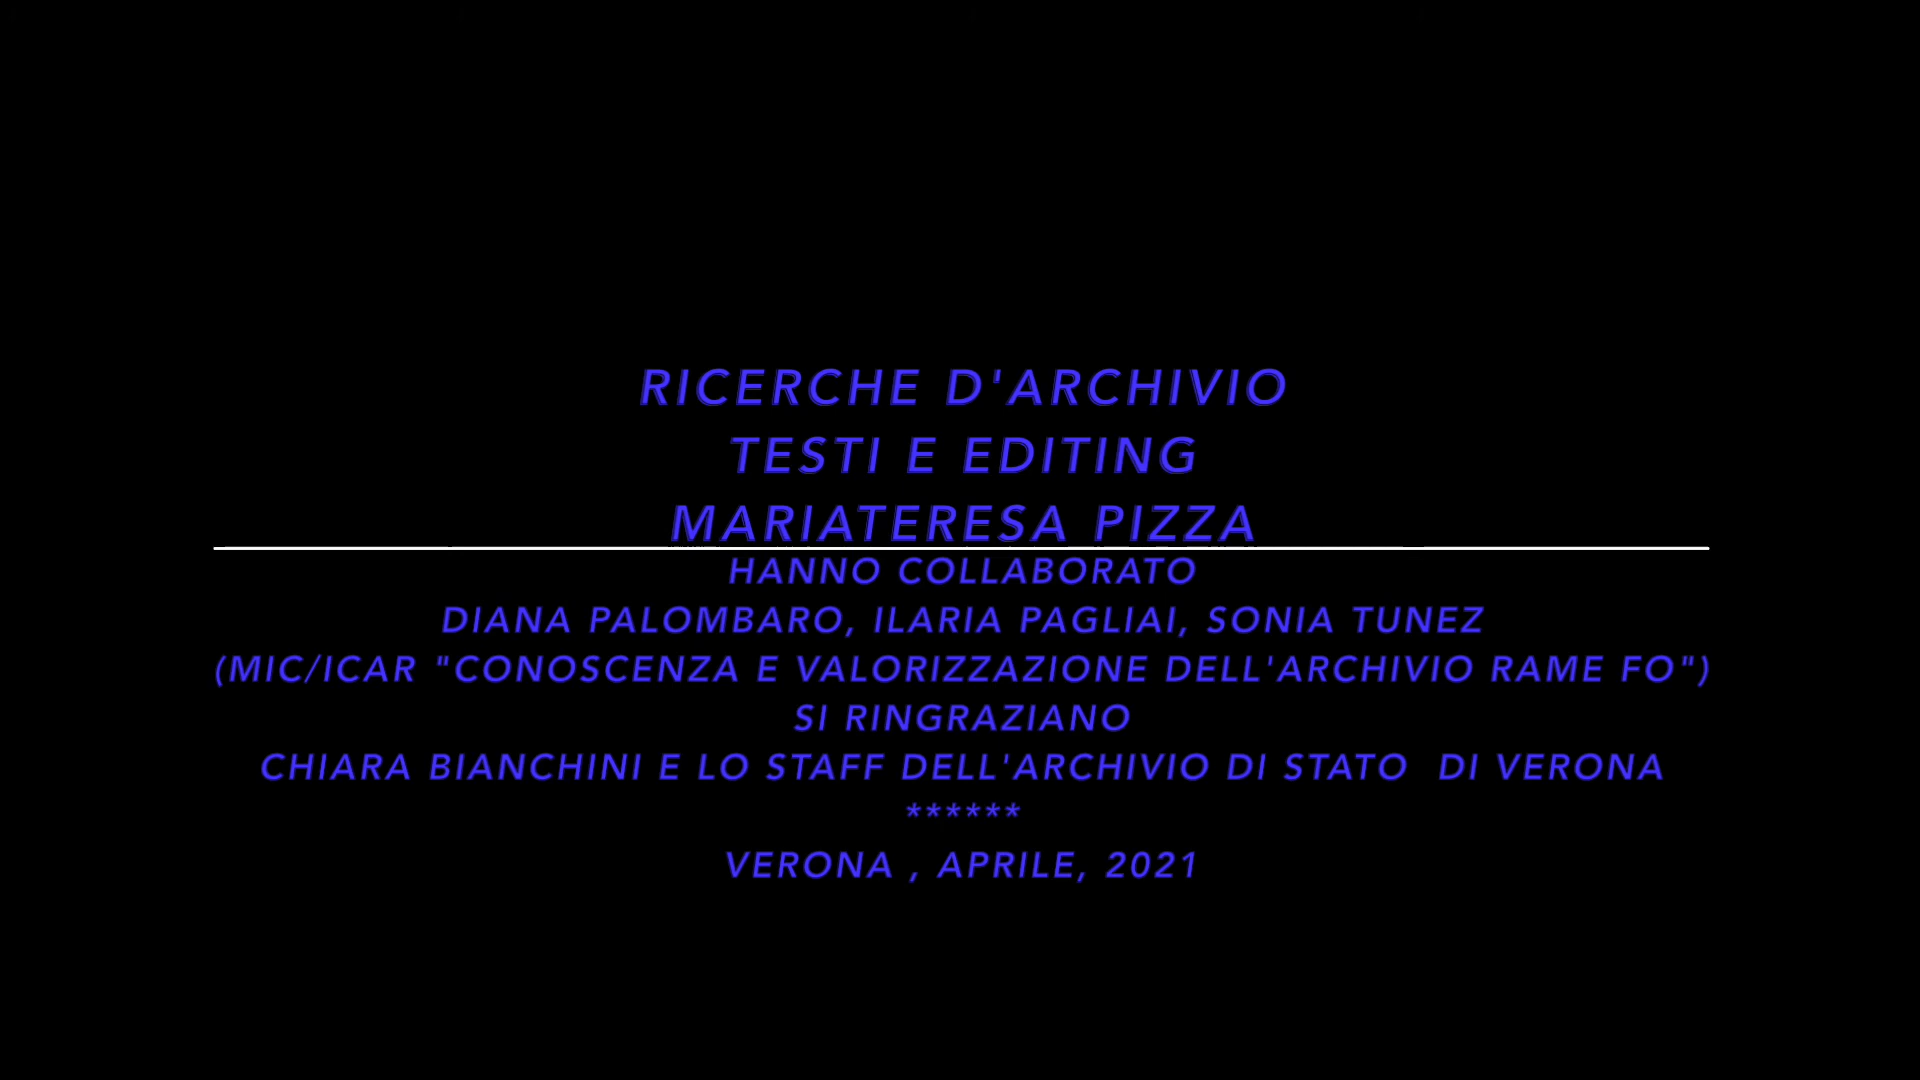 RICERCHE D'ARCHIVIO
TESTI E EDITING
MARIATERESA PIZZA
HANNO COLLABORATO
DIANA PALOMBARO, ILARIA PAGLIAI, SONIA TUNEZ
(MIC/ICAR "CONOSCENZA E VALORIZZAZIONE DELL'ARCHIVIO RAME FO")
SI RINGRAZIANO
CHIARA BIANCHINI E LO STAFF DELL'ARCHIVIO DI STATO  DI VERONA
******
VERONA , APRILE, 2021